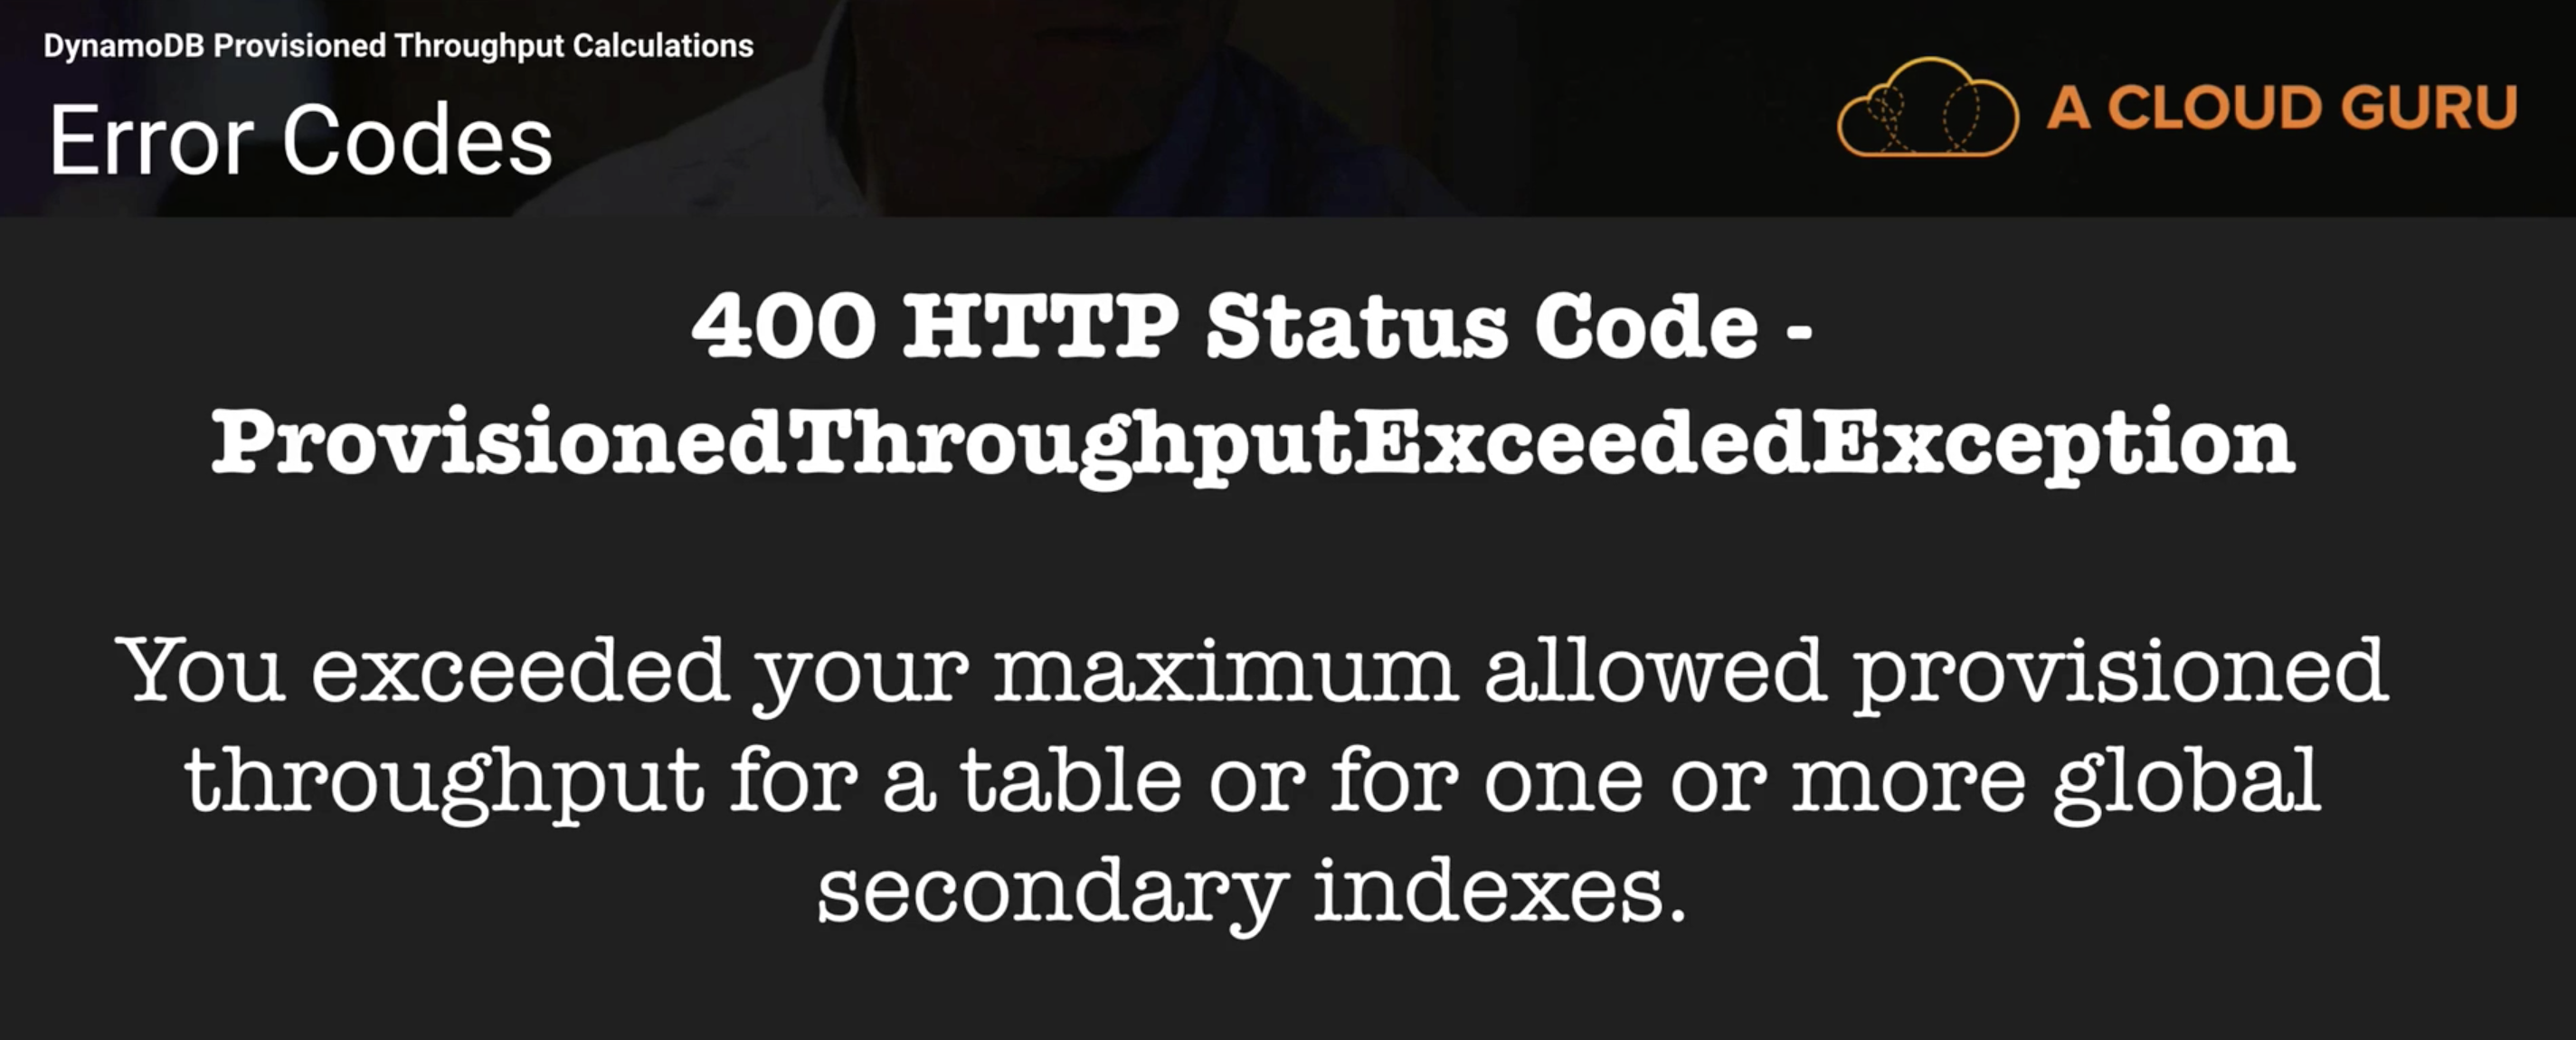 DynamoDB Provisioned Throughput Calculations
Error Codes
A CLOUD GURU
400 HTTP Status Code -
ProvisionedThroughputExceededException
You exceeded your maximum allowed provisioned
throughput for a table or for one or more global
secondary indexes.